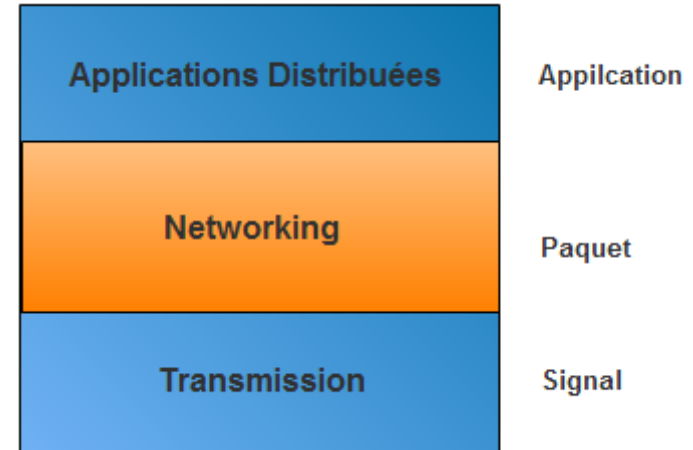 Applications Distribuées
Appilcation
Networking
Paquet
Transmission
Signal